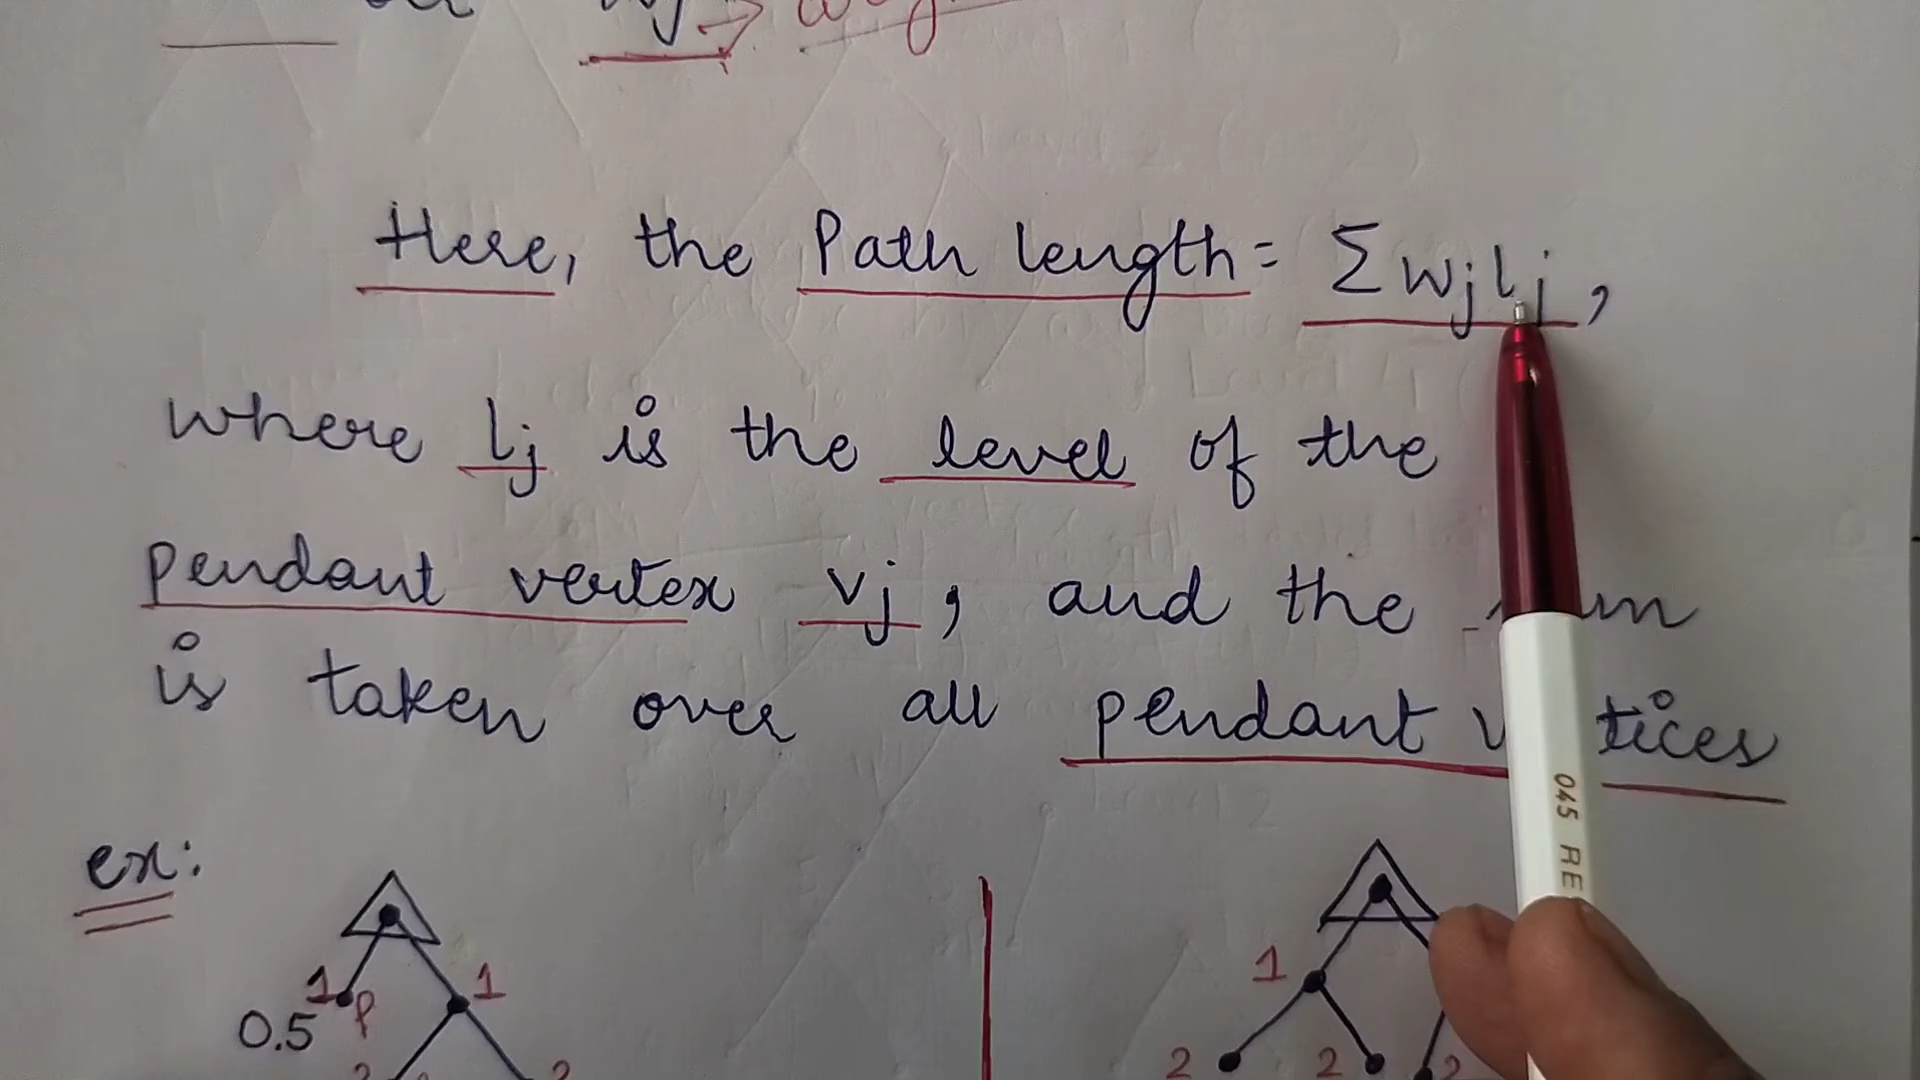 Here, the Path length = Σ wj lj,
where lj is the level of the
pendant vertex vj, and the
is taken over all pendant
ex:
1 1 1
0.5 P
2 2 2
045 RE